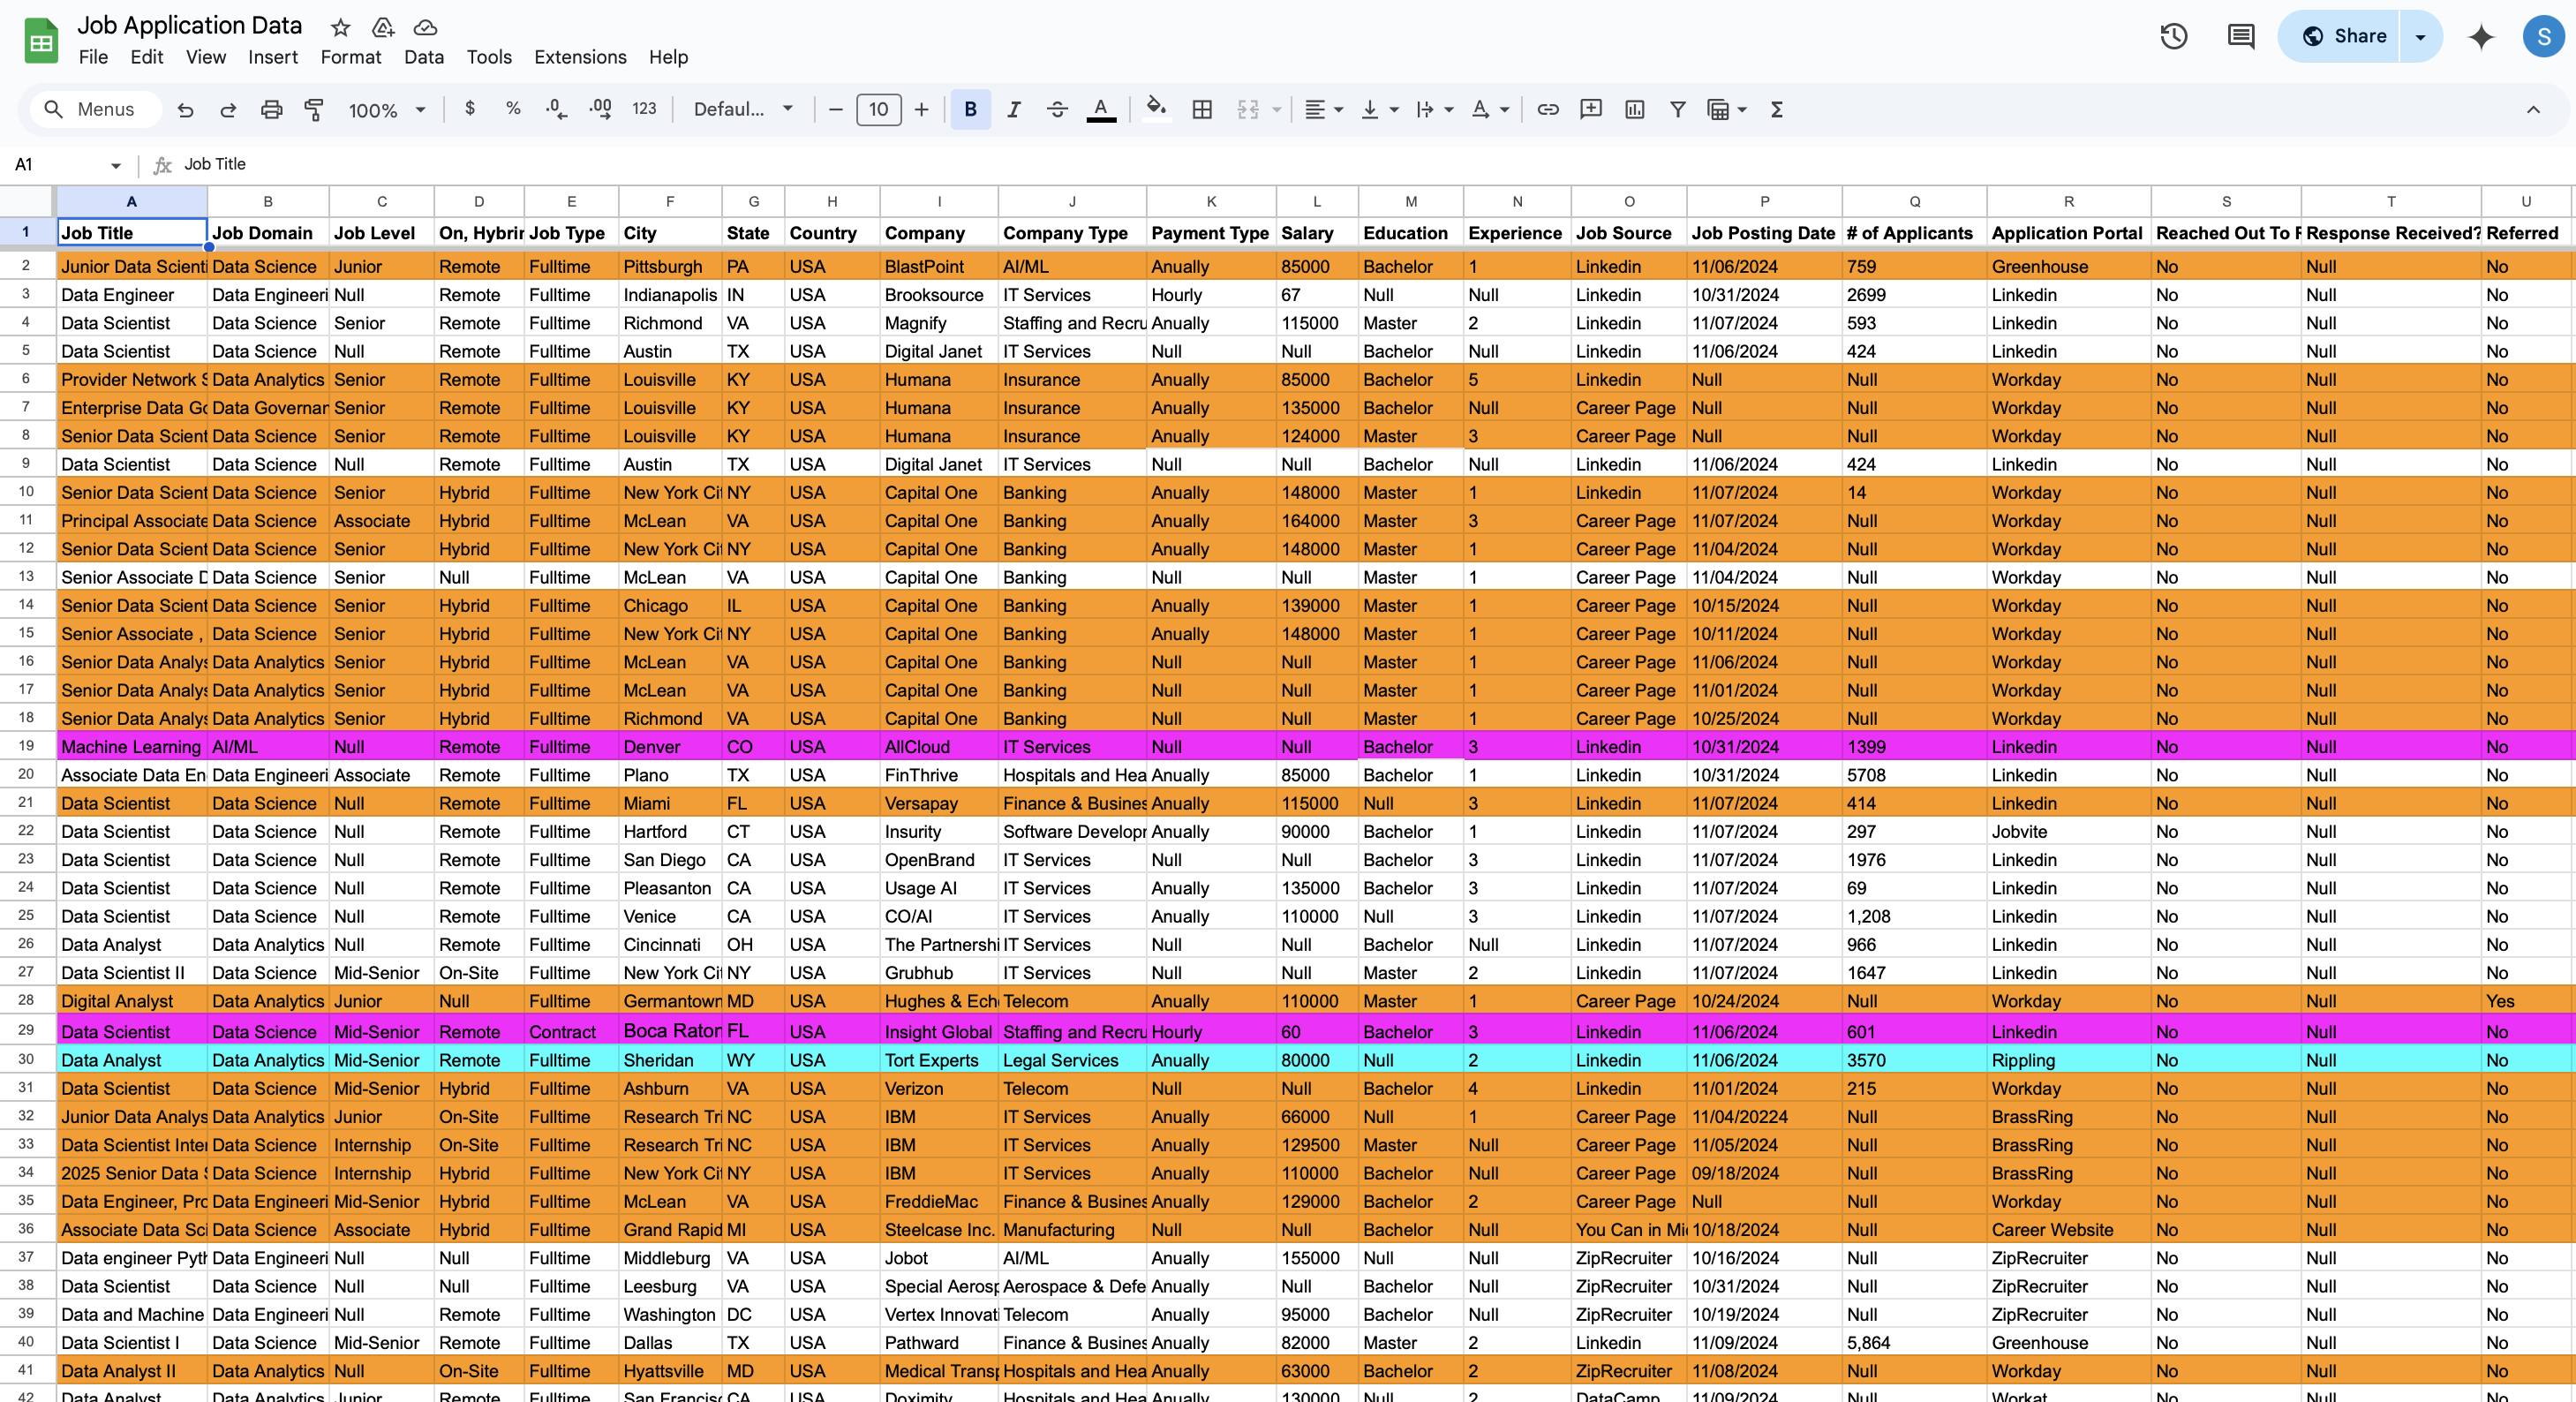 Job Application Data
File Edit View Insert Format Data Tools Extensions Help
Share
S
Menus 100% $ % .0 .00 123 Defaul... − 10 + B I A Σ
A1 fx Job Title
A B C D E F G H I J K L M N O P Q R S T U
1 Job Title Job Domain Job Level On, Hybrir Job Type City State Country Company Company Type Payment Type Salary Education Experience Job Source Job Posting Date # of Applicants Application Portal Reached Out To Response Received? Referred
2 Junior Data Scienti Data Science Junior Remote Fulltime Pittsburgh PA USA BlastPoint AI/ML Anually 85000 Bachelor 1 Linkedin 11/06/2024 759 Greenhouse No Null No
3 Data Engineer Data Engineeri Null Remote Fulltime Indianapolis IN USA Brooksource IT Services Hourly 67 Null Null Linkedin 10/31/2024 2699 Linkedin No Null No
4 Data Scientist Data Science Senior Remote Fulltime Richmond VA USA Magnify Staffing and Recru Anually 115000 Master 2 Linkedin 11/07/2024 593 Linkedin No Null No
5 Data Scientist Data Science Null Remote Fulltime Austin TX USA Digital Janet IT Services Null Null Bachelor Null Linkedin 11/06/2024 424 Linkedin No Null No
6 Provider Network S Data Analytics Senior Remote Fulltime Louisville KY USA Humana Insurance Anually 85000 Bachelor 5 Linkedin Null Null Workday No Null No
7 Enterprise Data Go Data Governar Senior Remote Fulltime Louisville KY USA Humana Insurance Anually 135000 Bachelor Null Career Page Null Null Workday No Null No
8 Senior Data Scient Data Science Senior Remote Fulltime Louisville KY USA Humana Insurance Anually 124000 Master 3 Career Page Null Null Workday No Null No
9 Data Scientist Data Science Null Remote Fulltime Austin TX USA Digital Janet IT Services Null Null Bachelor Null Linkedin 11/06/2024 424 Linkedin No Null No
10 Senior Data Scient Data Science Senior Hybrid Fulltime New York Cit NY USA Capital One Banking Anually 148000 Master 1 Linkedin 11/07/2024 14 Workday No Null No
11 Principal Associate Data Science Associate Hybrid Fulltime McLean VA USA Capital One Banking Anually 164000 Master 3 Career Page 11/07/2024 Null Workday No Null No
12 Senior Data Scient Data Science Senior Hybrid Fulltime New York Cit NY USA Capital One Banking Anually 148000 Master 1 Career Page 11/04/2024 Null Workday No Null No
13 Senior Associate D Data Science Senior Null Fulltime McLean VA USA Capital One Banking Null Null Master 1 Career Page 11/04/2024 Null Workday No Null No
14 Senior Data Scient Data Science Senior Hybrid Fulltime Chicago IL USA Capital One Banking Anually 139000 Master 1 Career Page 10/15/2024 Null Workday No Null No
15 Senior Associate , Data Science Senior Hybrid Fulltime New York Cit NY USA Capital One Banking Anually 148000 Master 1 Career Page 10/11/2024 Null Workday No Null No
16 Senior Data Analys Data Analytics Senior Hybrid Fulltime McLean VA USA Capital One Banking Null Null Master 1 Career Page 11/06/2024 Null Workday No Null No
17 Senior Data Analys Data Analytics Senior Hybrid Fulltime McLean VA USA Capital One Banking Null Null Master 1 Career Page 11/01/2024 Null Workday No Null No
18 Senior Data Analys Data Analytics Senior Hybrid Fulltime Richmond VA USA Capital One Banking Null Null Master 1 Career Page 10/25/2024 Null Workday No Null No
19 Machine Learning AI/ML Null Remote Fulltime Denver CO USA AllCloud IT Services Null Null Bachelor 3 Linkedin 10/31/2024 1399 Linkedin No Null No
20 Associate Data En Data Engineeri Associate Remote Fulltime Plano TX USA FinThrive Hospitals and Hea Anually 85000 Bachelor 1 Linkedin 10/31/2024 5708 Linkedin No Null No
21 Data Scientist Data Science Null Remote Fulltime Miami FL USA Versapay Finance & Busines Anually 115000 Null 3 Linkedin 11/07/2024 414 Linkedin No Null No
22 Data Scientist Data Science Null Remote Fulltime Hartford CT USA Insurity Software Developr Anually 90000 Bachelor 1 Linkedin 11/07/2024 297 Jobvite No Null No
23 Data Scientist Data Science Null Remote Fulltime San Diego CA USA OpenBrand IT Services Null Null Bachelor 3 Linkedin 11/07/2024 1976 Linkedin No Null No
24 Data Scientist Data Science Null Remote Fulltime Pleasanton CA USA Usage AI IT Services Anually 135000 Bachelor 3 Linkedin 11/07/2024 69 Linkedin No Null No
25 Data Scientist Data Science Null Remote Fulltime Venice CA USA CO/AI IT Services Anually 110000 Null 3 Linkedin 11/07/2024 1,208 Linkedin No Null No
26 Data Analyst Data Analytics Null Remote Fulltime Cincinnati OH USA The Partnershi IT Services Null Null Bachelor Null Linkedin 11/07/2024 966 Linkedin No Null No
27 Data Scientist II Data Science Mid-Senior On-Site Fulltime New York Cit NY USA Grubhub IT Services Null Null Master 2 Linkedin 11/07/2024 1647 Linkedin No Null No
28 Digital Analyst Data Analytics Junior Null Fulltime Germantown MD USA Hughes & Ech Telecom Anually 110000 Master 1 Career Page 10/24/2024 Null Workday No Null Yes
29 Data Scientist Data Science Mid-Senior Remote Contract Boca Raton FL USA Insight Global Staffing and Recru Hourly 60 Bachelor 3 Linkedin 11/06/2024 601 Linkedin No Null No
30 Data Analyst Data Analytics Mid-Senior Remote Fulltime Sheridan WY USA Tort Experts Legal Services Anually 80000 Null 2 Linkedin 11/06/2024 3570 Rippling No Null No
31 Data Scientist Data Science Mid-Senior Hybrid Fulltime Ashburn VA USA Verizon Telecom Null Null Bachelor 4 Linkedin 11/01/2024 215 Workday No Null No
32 Junior Data Analys Data Analytics Junior On-Site Fulltime Research Tri NC USA IBM IT Services Anually 66000 Null 1 Career Page 11/04/20224 Null BrassRing No Null No
33 Data Scientist Inter Data Science Internship On-Site Fulltime Research Tri NC USA IBM IT Services Anually 129500 Master Null Career Page 11/05/2024 Null BrassRing No Null No
34 2025 Senior Data S Data Science Internship Hybrid Fulltime New York Cit NY USA IBM IT Services Anually 110000 Bachelor Null Career Page 09/18/2024 Null BrassRing No Null No
35 Data Engineer, Pro Data Engineeri Mid-Senior Hybrid Fulltime McLean VA USA FreddieMac Finance & Busines Anually 129000 Bachelor 2 Career Page Null Null Workday No Null No
36 Associate Data Sci Data Science Associate Hybrid Fulltime Grand Rapid MI USA Steelcase Inc. Manufacturing Null Null Bachelor Null You Can in Mic 10/18/2024 Null Career Website No Null No
37 Data engineer Pyth Data Engineeri Null Null Fulltime Middleburg VA USA Jobot AI/ML Anually 155000 Null Null ZipRecruiter 10/16/2024 Null ZipRecruiter No Null No
38 Data Scientist Data Science Null Null Fulltime Leesburg VA USA Special Aerosp Aerospace & Defe Anually Null Bachelor Null ZipRecruiter 10/31/2024 Null ZipRecruiter No Null No
39 Data and Machine Data Engineeri Null Remote Fulltime Washington DC USA Vertex Innovati Telecom Anually 95000 Bachelor Null ZipRecruiter 10/19/2024 Null ZipRecruiter No Null No
40 Data Scientist I Data Science Mid-Senior Remote Fulltime Dallas TX USA Pathward Finance & Busines Anually 82000 Master 2 Linkedin 11/09/2024 5,864 Greenhouse No Null No
41 Data Analyst II Data Analytics Null On-Site Fulltime Hyattsville MD USA Medical Transp Hospitals and Hea Anually 63000 Bachelor 2 ZipRecruiter 11/08/2024 Null Workday No Null No
42 Data Analyst Data Analytics Junior Remote Fulltime San Francisc CA USA Doximity Hospitals and Hea Anually 130000 Null 2 DataCamp 11/09/2024 Null Workat No Null No